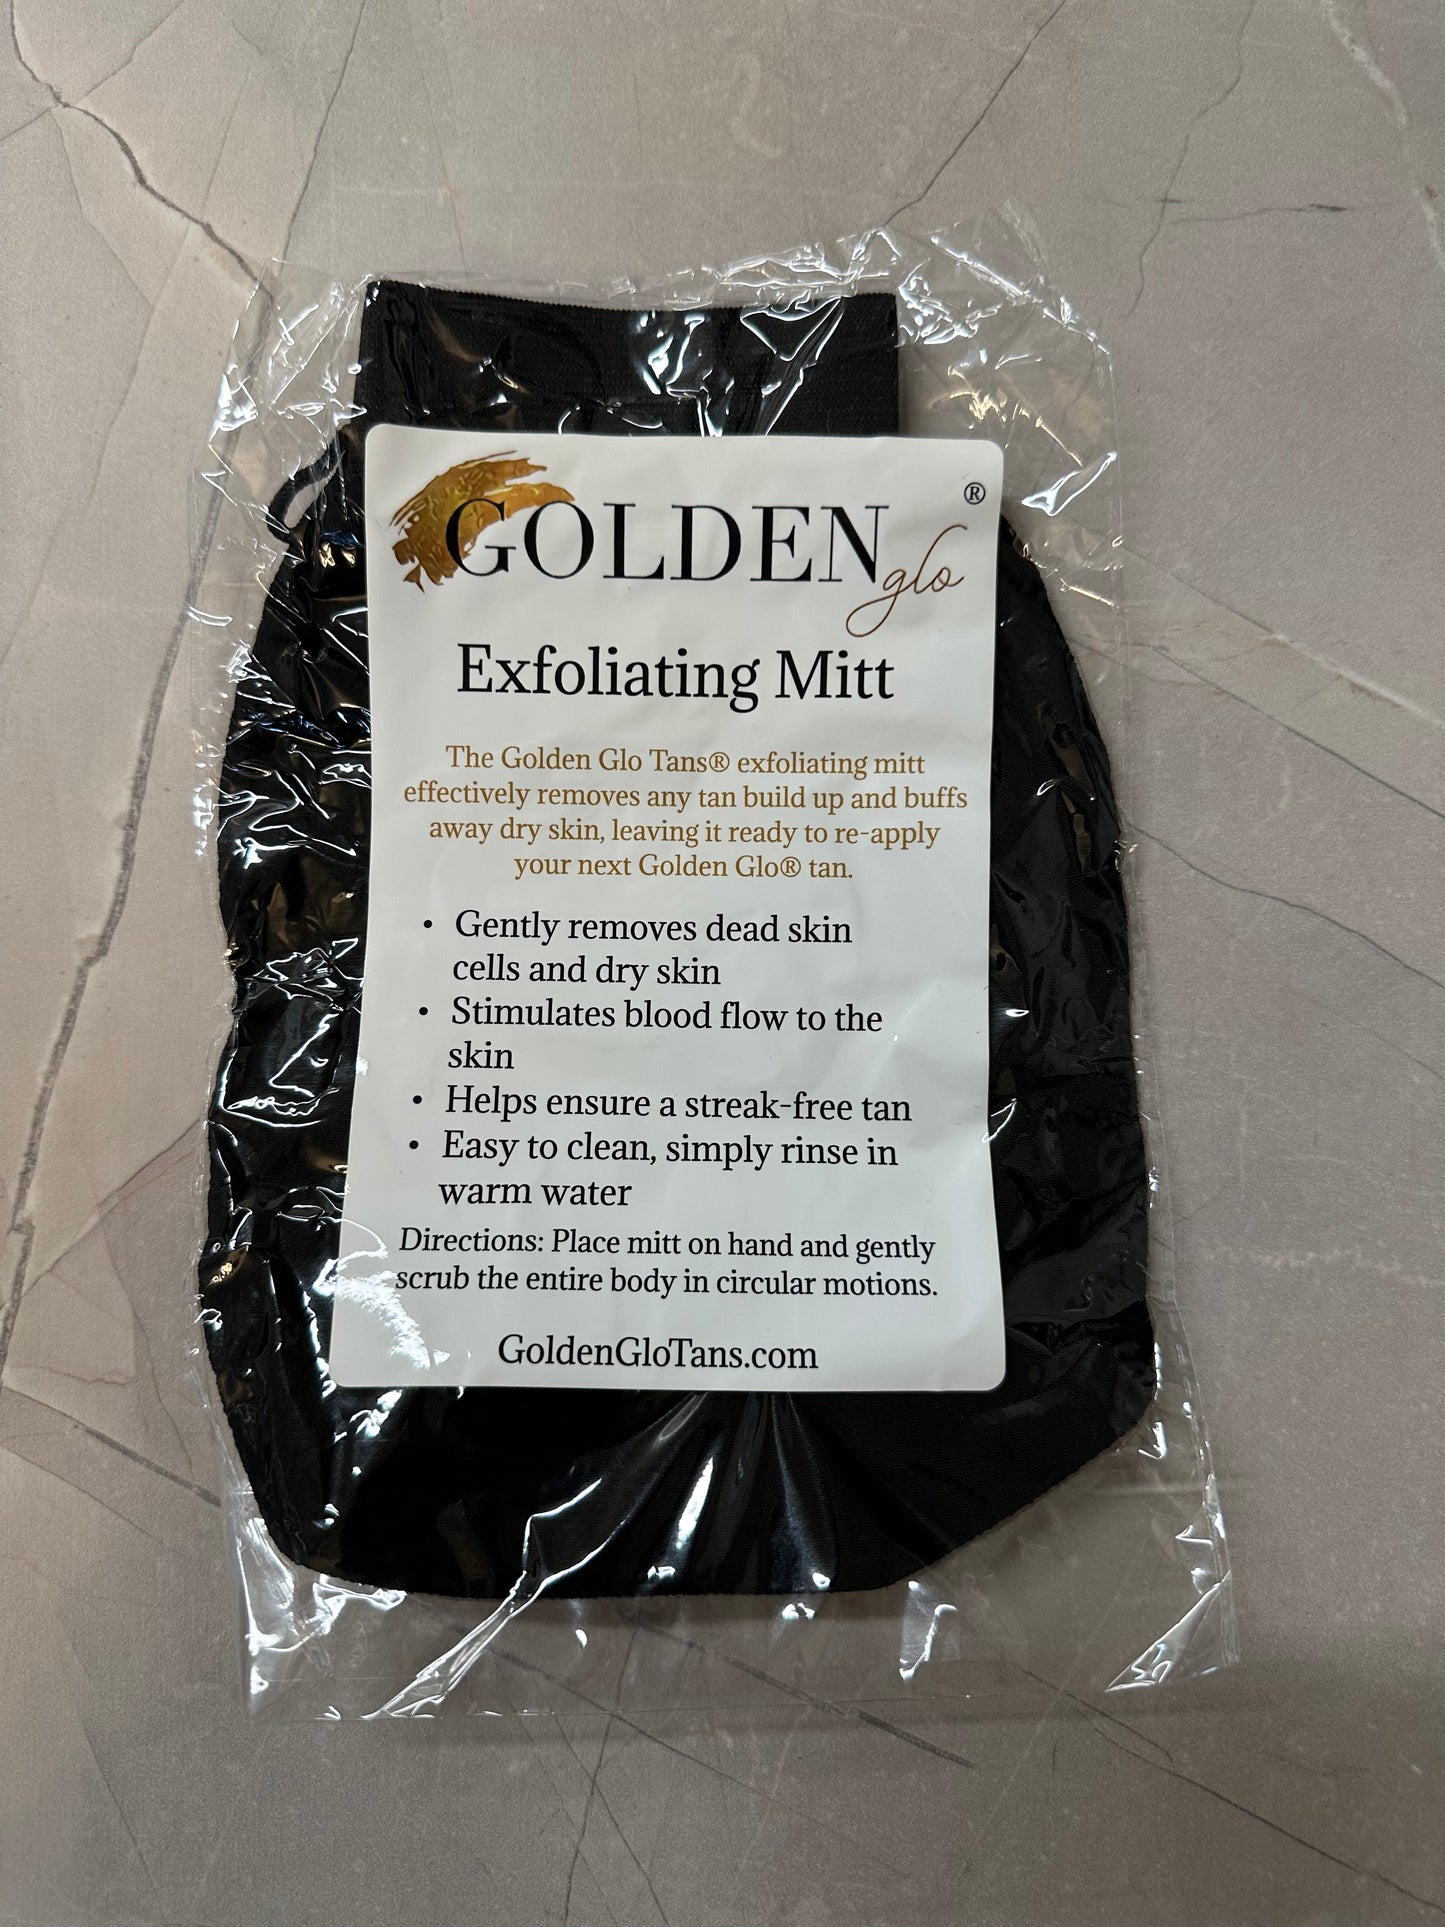 GOLDEN glo ®
Exfoliating Mitt
The Golden Glo Tans® exfoliating mitt
effectively removes any tan build up and buffs
away dry skin, leaving it ready to re-apply
your next Golden Glo® tan.
• Gently removes dead skin
cells and dry skin
• Stimulates blood flow to the
skin
• Helps ensure a streak-free tan
• Easy to clean, simply rinse in
warm water
Directions: Place mitt on hand and gently
scrub the entire body in circular motions.
GoldenGloTans.com